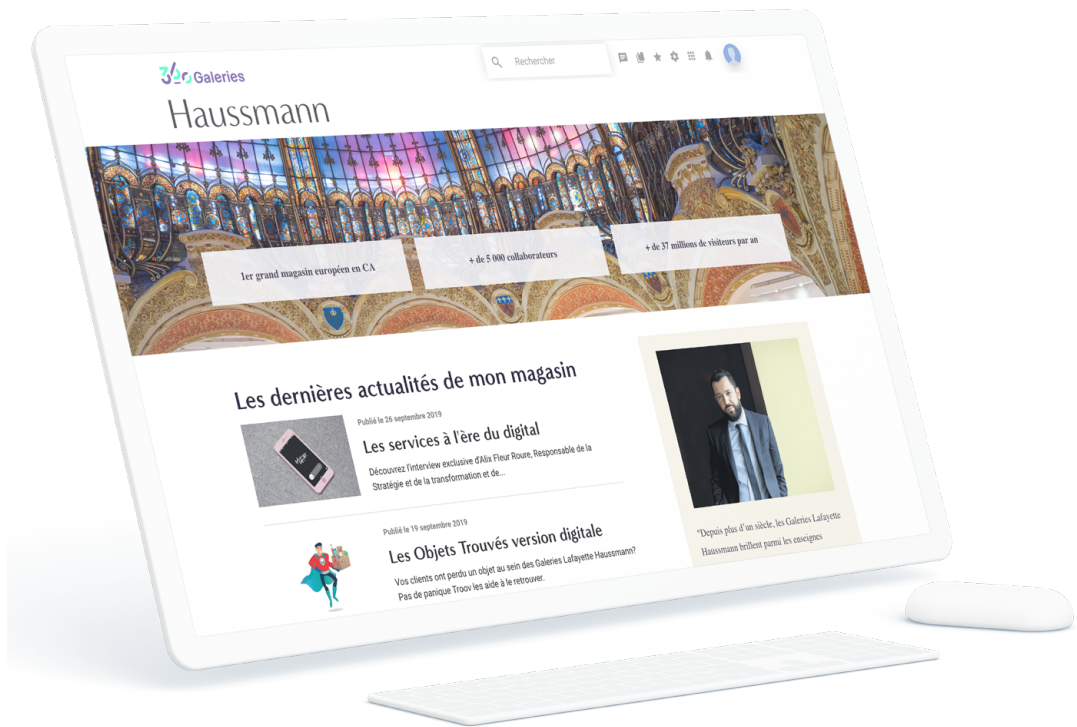 360 Galeries
Rechercher
Haussmann
1er grand magasin européen en CA
+ de 5 000 collaborateurs
+ de 37 millions de visiteurs par an
Les dernières actualités de mon magasin
Publié le 26 septembre 2019
Les services à l'ère du digital
Découvrez l'interview exclusive d'Alix Fleur Roure, Responsable de la
Stratégie et de la transformation et de...
Publié le 19 septembre 2019
Les Objets Trouvés version digitale
Vos clients ont perdu un objet au sein des Galeries Lafayette Haussmann?
Pas de panique Troov les aide à le retrouver.
"Depuis plus d'un siècle, les Galeries Lafayette
Haussmann brillent parmi les enseignes